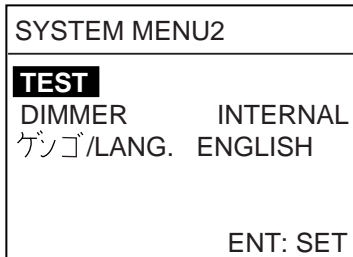 SYSTEM MENU2
TEST
DIMMER INTERNAL
ゲンゴ/LANG. ENGLISH
ENT: SET